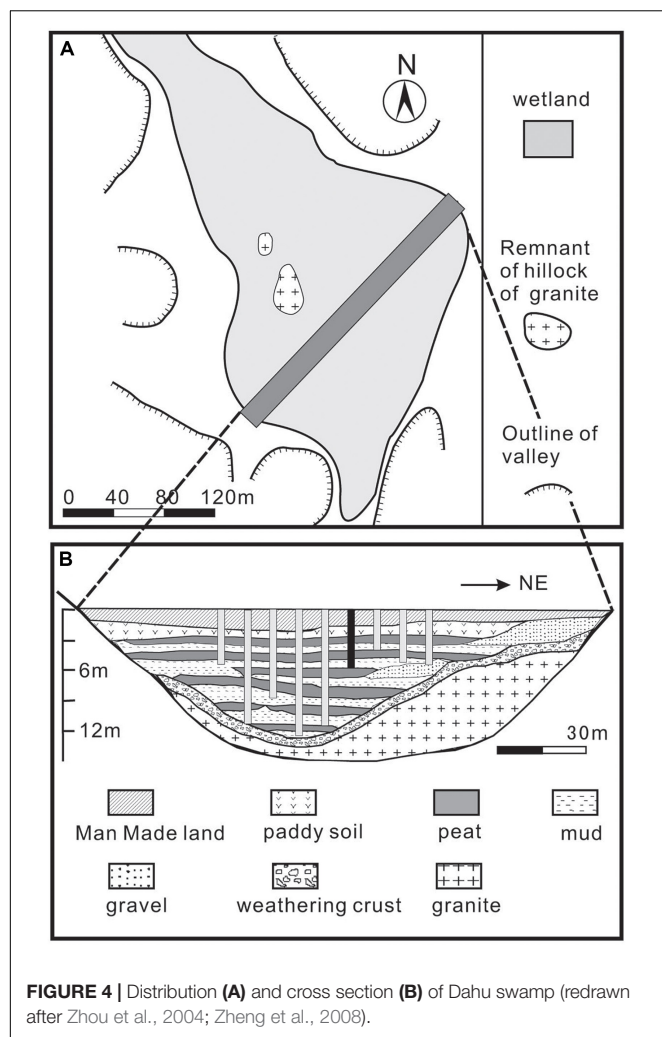 A
N
wetland
Remnant
of hillock
of granite
Outline of
valley
0 40 80 120m
B
NE
6m
12m
30m
Man Made land paddy soil peat mud
gravel weathering crust granite
FIGURE 4 | Distribution (A) and cross section (B) of Dahu swamp (redrawn
after Zhou et al., 2004; Zheng et al., 2008).